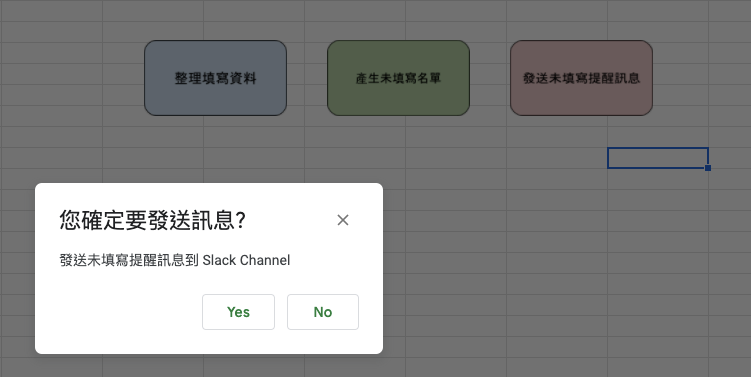 整理填寫資料
產生未填寫名單
發送未填寫提醒訊息
您確定要發送訊息?
發送未填寫提醒訊息到 Slack Channel
Yes
No